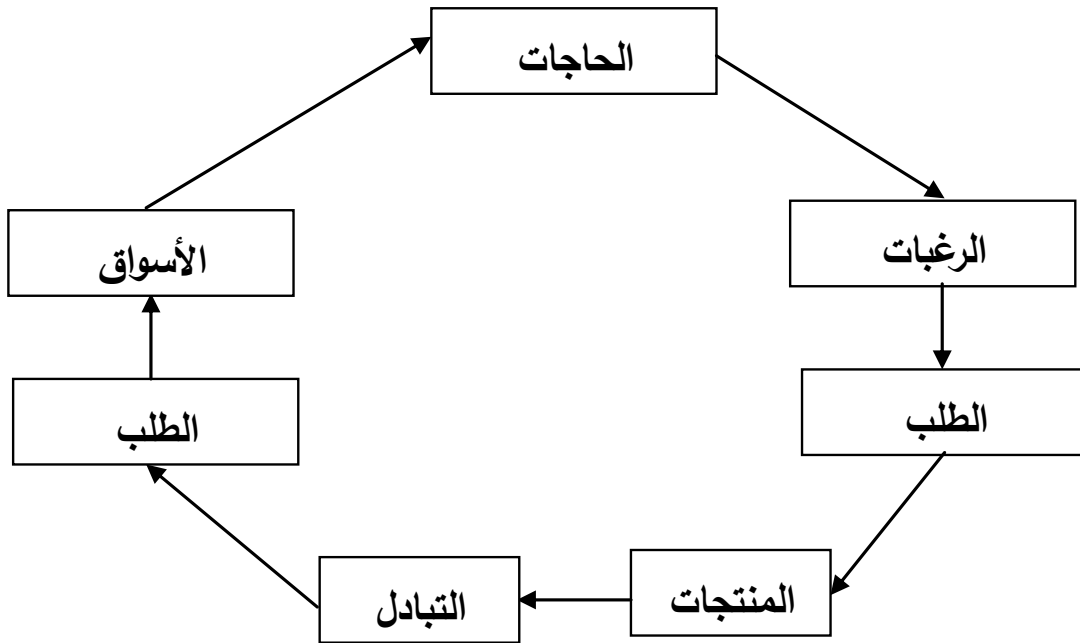 الحاجات
الرغبات
الأسواق
الطلب
الطلب
المنتجات
التبادل